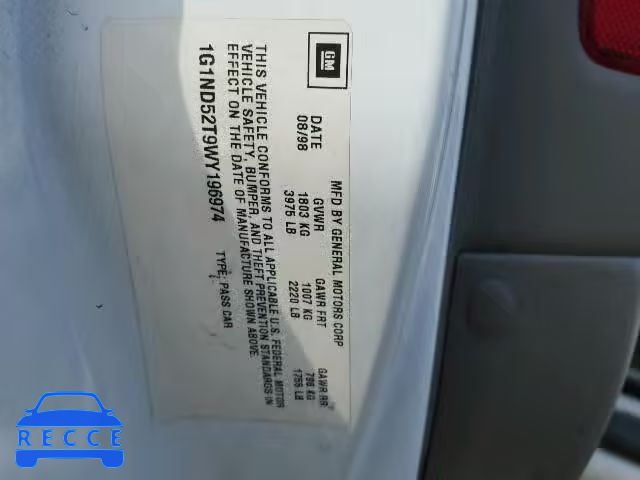 GM
MFD BY GENERAL MOTORS CORP
DATE GVWR GAWR FRT GAWR RR
08/98 1803 KG 1007 KG 796 KG
3975 LB 2220 LB 1755 LB
THIS VEHICLE CONFORMS TO ALL APPLICABLE U.S. FEDERAL MOTOR
VEHICLE SAFETY, BUMPER, AND THEFT PREVENTION STANDARDS IN
EFFECT ON THE DATE OF MANUFACTURE SHOWN ABOVE.
1G1ND52T9WY196974 TYPE: PASS CAR
RECCE